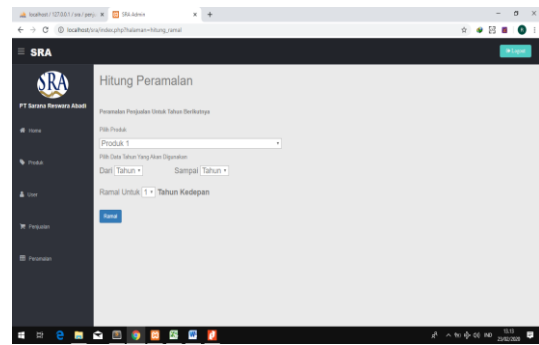 localhost / 127.0.0.1 / sra / penj
SRA Admin
localhost/sra/index.php?halaman=hitung_ramal
SRA
Logout
SRA
PT Sarana Reswara Abadi
Home
Produk
User
Penjualan
Peramalan
Hitung Peramalan
Peramalan Penjualan Untuk Tahun Berikutnya
Pilih Produk
Produk 1
Pilih Data Tahun Yang Akan Digunakan
Dari Tahun Sampai Tahun
Ramal Untuk 1 Tahun Kedepan
Ramal
IND
15.15
23/02/2020